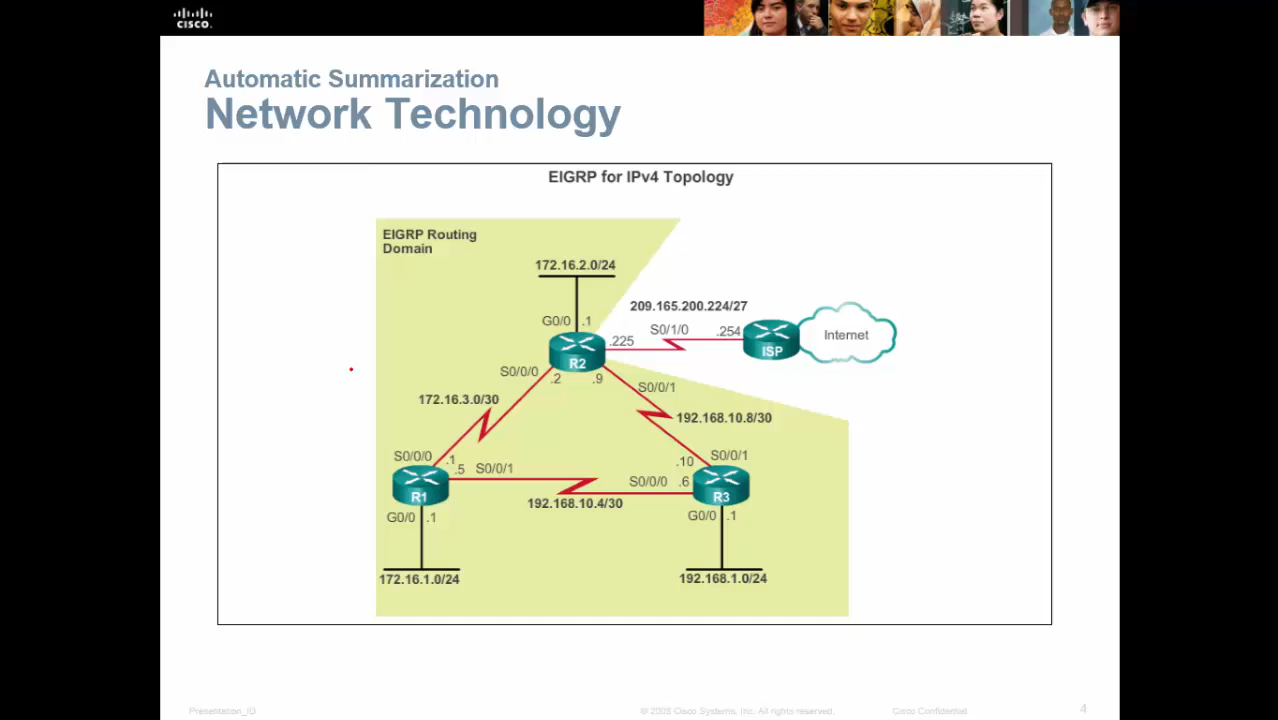 CISCO.
Automatic Summarization
Network Technology
EIGRP for IPv4 Topology
EIGRP Routing
Domain
172.16.2.0/24
209.165.200.224/27
G0/0 .1
S0/1/0 .254
.225
Internet
ISP
R2
S0/0/0 .2 .9 S0/0/1
172.16.3.0/30
192.168.10.8/30
S0/0/0 .1
.10 S0/0/1
.5 S0/0/1
S0/0/0 .6
R1
R3
192.168.10.4/30
G0/0 .1
G0/0 .1
172.16.1.0/24
192.168.1.0/24
Presentation_ID
© 2008 Cisco Systems, Inc. All rights reserved.
Cisco Confidential
4